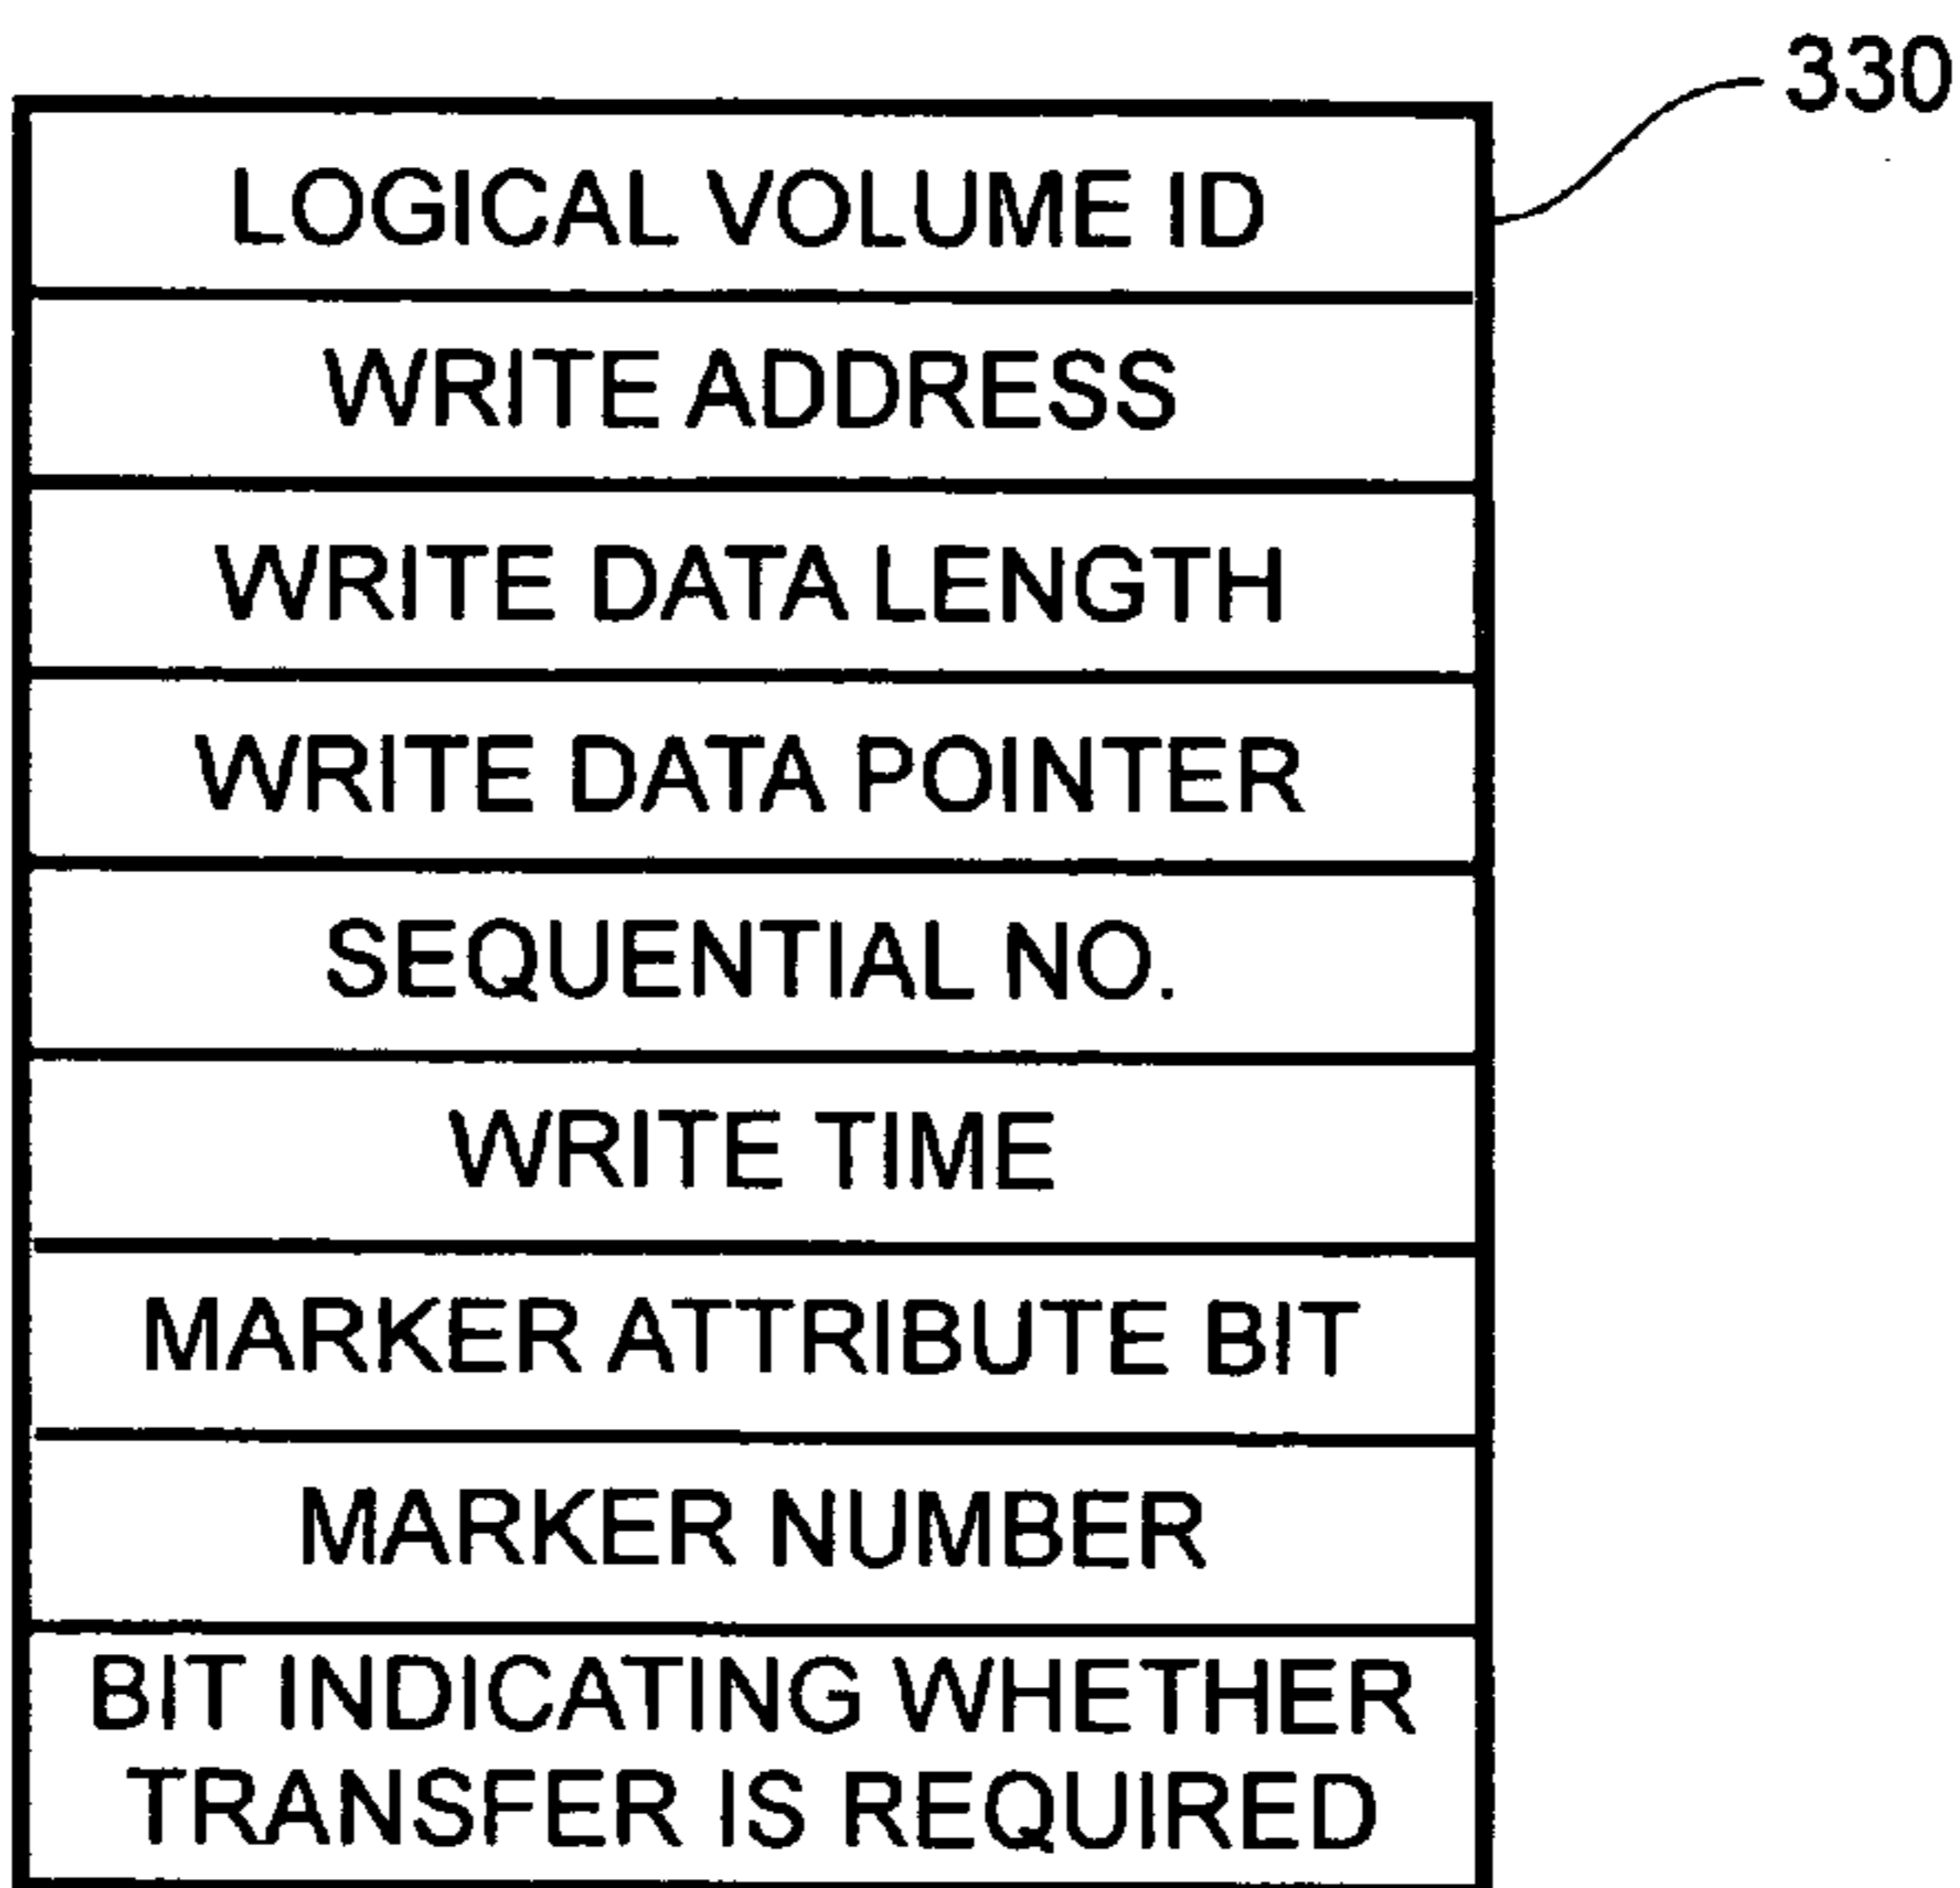 330
LOGICAL VOLUME ID
WRITE ADDRESS
WRITE DATA LENGTH
WRITE DATA POINTER
SEQUENTIAL NO.
WRITE TIME
MARKER ATTRIBUTE BIT
MARKER NUMBER
BIT INDICATING WHETHER
TRANSFER IS REQUIRED